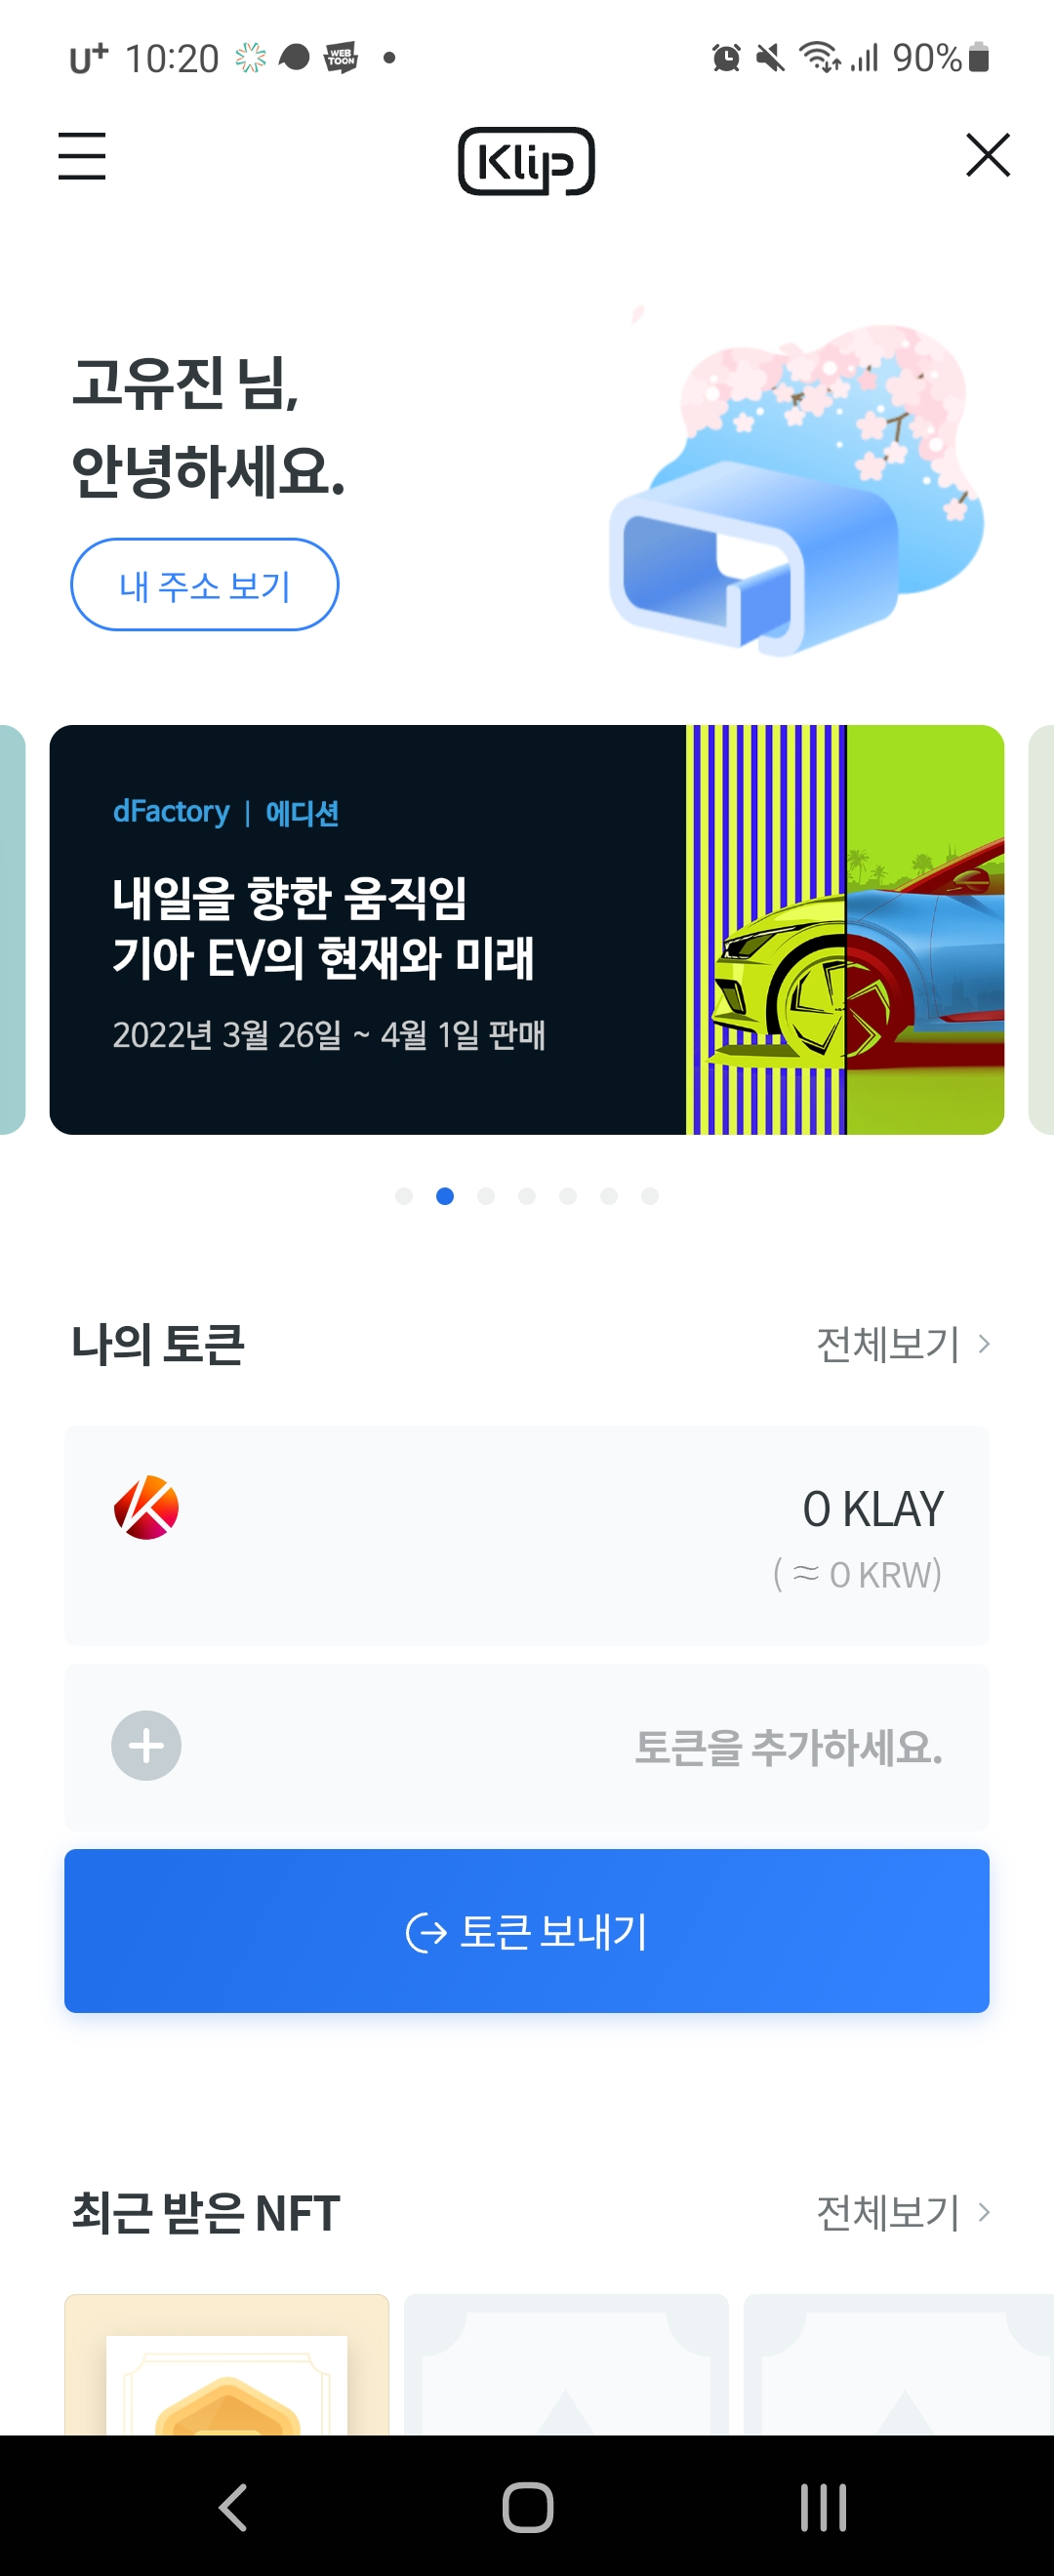 U+ 10:20 WEB TOON 90%
Klip
고유진 님,
안녕하세요.
내 주소 보기
dFactory | 에디션
내일을 향한 움직임
기아 EV의 현재와 미래
2022년 3월 26일 ~ 4월 1일 판매
나의 토큰 전체보기 >
0 KLAY
( ≈ 0 KRW)
토큰을 추가하세요.
토큰 보내기
최근 받은 NFT 전체보기 >